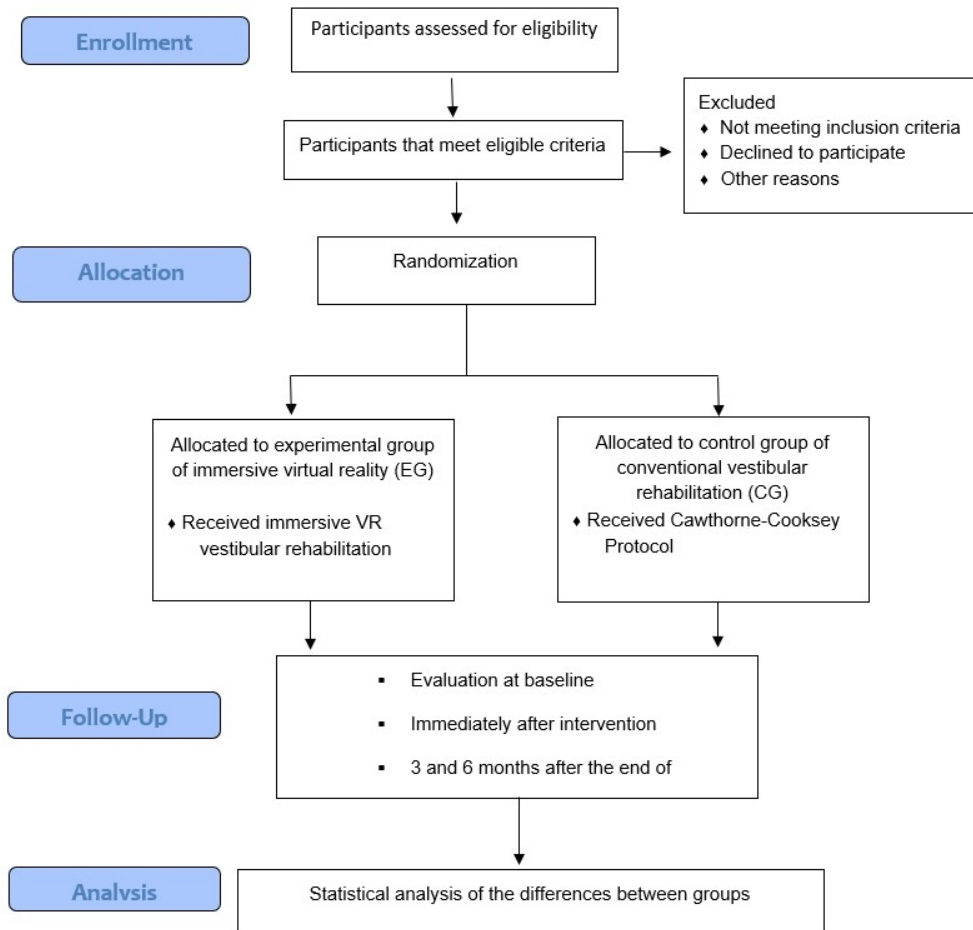 Enrollment
Participants assessed for eligibility
Participants that meet eligible criteria
Excluded
♦ Not meeting inclusion criteria
♦ Declined to participate
♦ Other reasons
Allocation
Randomization
Allocated to experimental group
of immersive virtual reality (EG)
♦ Received immersive VR
vestibular rehabilitation
Allocated to control group of
conventional vestibular
rehabilitation (CG)
♦ Received Cawthorne-Cooksey
Protocol
Follow-Up
▪ Evaluation at baseline
▪ Immediately after intervention
▪ 3 and 6 months after the end of
Analysis
Statistical analysis of the differences between groups